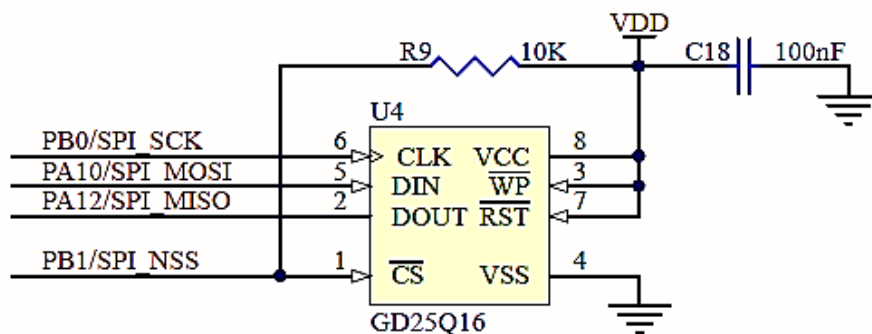 VDD
R9 10K C18 100nF
U4
PB0/SPI_SCK 6 CLK VCC 8
PA10/SPI_MOSI 5 DIN WP 3
PA12/SPI_MISO 2 DOUT RST 7
PB1/SPI_NSS 1 CS VSS 4
GD25Q16